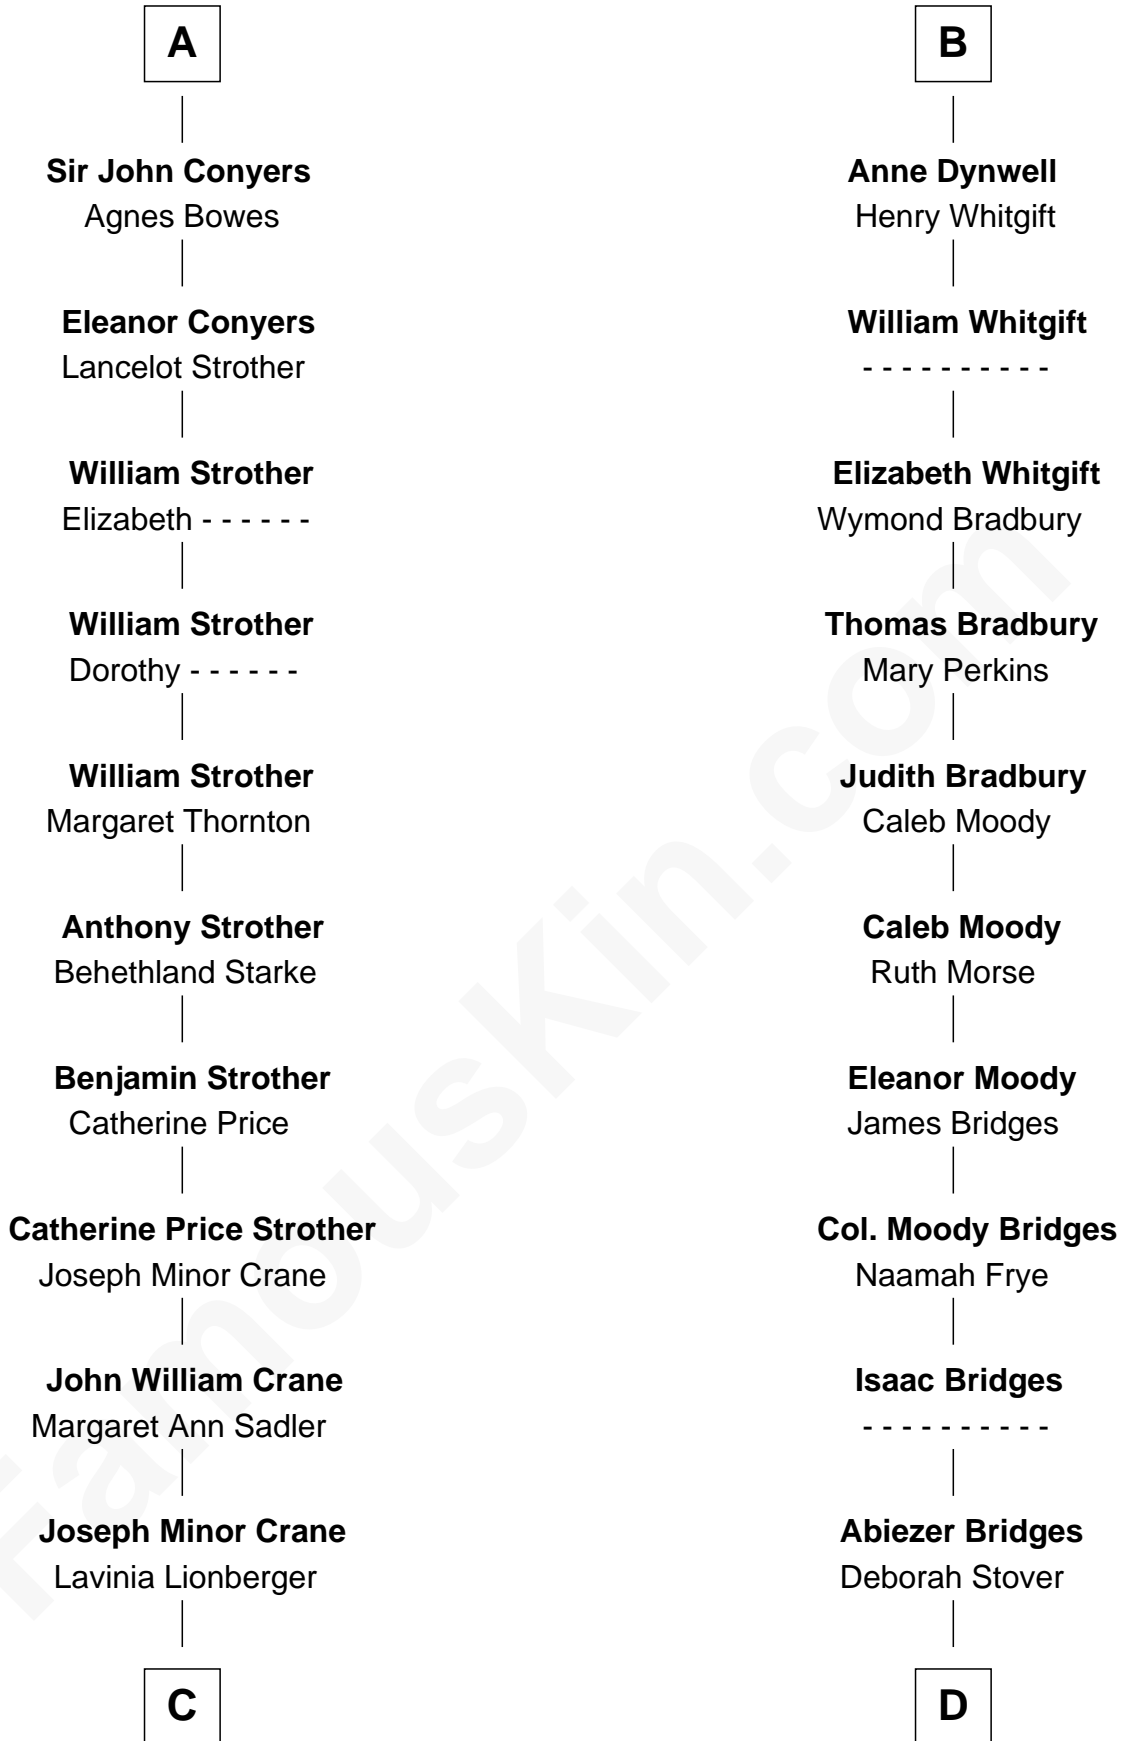 A
Sir John Conyers
Agnes Bowes
Eleanor Conyers
Lancelot Strother
William Strother
Elizabeth - - - - - -
William Strother
Dorothy - - - - - -
William Strother
Margaret Thornton
Anthony Strother
Behethland Starke
Benjamin Strother
Catherine Price
Catherine Price Strother
Joseph Minor Crane
John William Crane
Margaret Ann Sadler
Joseph Minor Crane
Lavinia Lionberger
C
B
Anne Dynwell
Henry Whitgift
William Whitgift
- - - - - - - - - -
Elizabeth Whitgift
Wymond Bradbury
Thomas Bradbury
Mary Perkins
Judith Bradbury
Caleb Moody
Caleb Moody
Ruth Morse
Eleanor Moody
James Bridges
Col. Moody Bridges
Naamah Frye
Isaac Bridges
- - - - - - - - - -
Abiezer Bridges
Deborah Stover
D
FamousKin.com